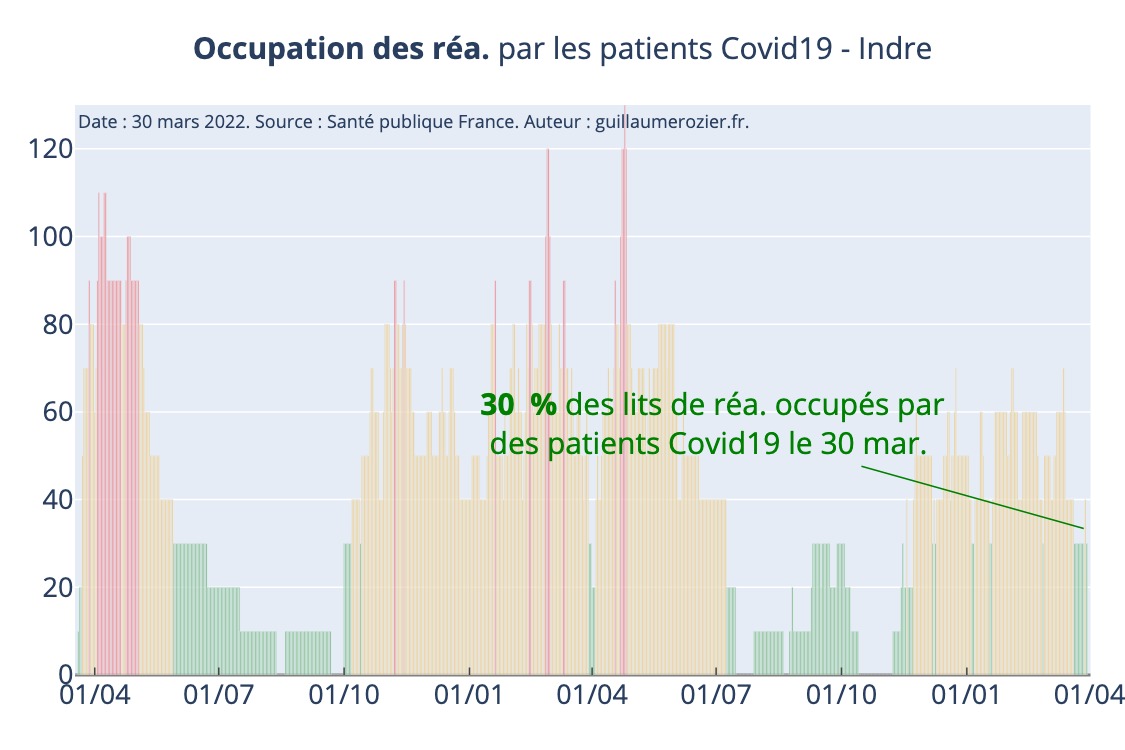 Occupation des réa. par les patients Covid19 - Indre
Date : 30 mars 2022. Source : Santé publique France. Auteur : guillaumerozier.fr.
120
100
80
60
40
20
0
30  % des lits de réa. occupés par
des patients Covid19 le 30 mar.
01/04 01/07 01/10 01/01 01/04 01/07 01/10 01/01 01/04